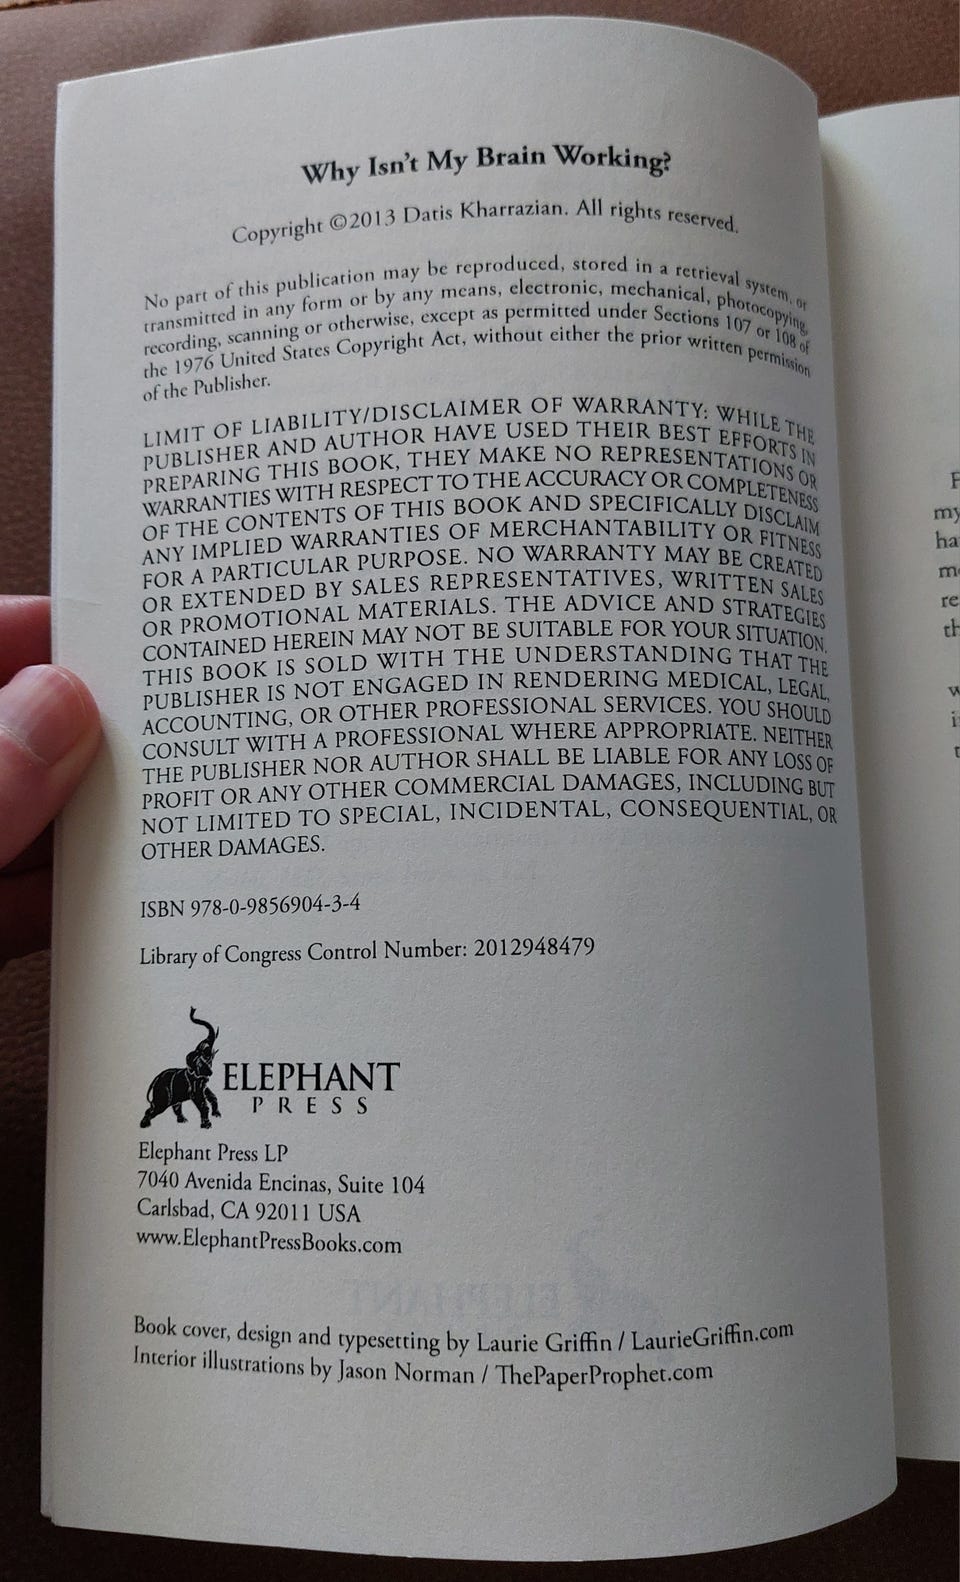 Why Isn't My Brain Working?
Copyright ©2013 Datis Kharrazian. All rights reserved.
No part of this publication may be reproduced, stored in a retrieval system, or
transmitted in any form or by any means, electronic, mechanical, photocopying,
recording, scanning or otherwise, except as permitted under Sections 107 or 108 of
the 1976 United States Copyright Act, without either the prior written permission
of the Publisher.
LIMIT OF LIABILITY/DISCLAIMER OF WARRANTY: WHILE THE
PUBLISHER AND AUTHOR HAVE USED THEIR BEST EFFORTS IN
PREPARING THIS BOOK, THEY MAKE NO REPRESENTATIONS OR
WARRANTIES WITH RESPECT TO THE ACCURACY OR COMPLETENESS
OF THE CONTENTS OF THIS BOOK AND SPECIFICALLY DISCLAIM
ANY IMPLIED WARRANTIES OF MERCHANTABILITY OR FITNESS
FOR A PARTICULAR PURPOSE. NO WARRANTY MAY BE CREATED
OR EXTENDED BY SALES REPRESENTATIVES, WRITTEN SALES
OR PROMOTIONAL MATERIALS. THE ADVICE AND STRATEGIES
CONTAINED HEREIN MAY NOT BE SUITABLE FOR YOUR SITUATION.
THIS BOOK IS SOLD WITH THE UNDERSTANDING THAT THE
PUBLISHER IS NOT ENGAGED IN RENDERING MEDICAL, LEGAL,
ACCOUNTING, OR OTHER PROFESSIONAL SERVICES. YOU SHOULD
CONSULT WITH A PROFESSIONAL WHERE APPROPRIATE. NEITHER
THE PUBLISHER NOR AUTHOR SHALL BE LIABLE FOR ANY LOSS OF
PROFIT OR ANY OTHER COMMERCIAL DAMAGES, INCLUDING BUT
NOT LIMITED TO SPECIAL, INCIDENTAL, CONSEQUENTIAL, OR
OTHER DAMAGES.
ISBN 978-0-9856904-3-4
Library of Congress Control Number: 2012948479
ELEPHANT
PRESS
Elephant Press LP
7040 Avenida Encinas, Suite 104
Carlsbad, CA 92011 USA
www.ElephantPressBooks.com
Book cover, design and typesetting by Laurie Griffin / LaurieGriffin.com
Interior illustrations by Jason Norman / ThePaperProphet.com